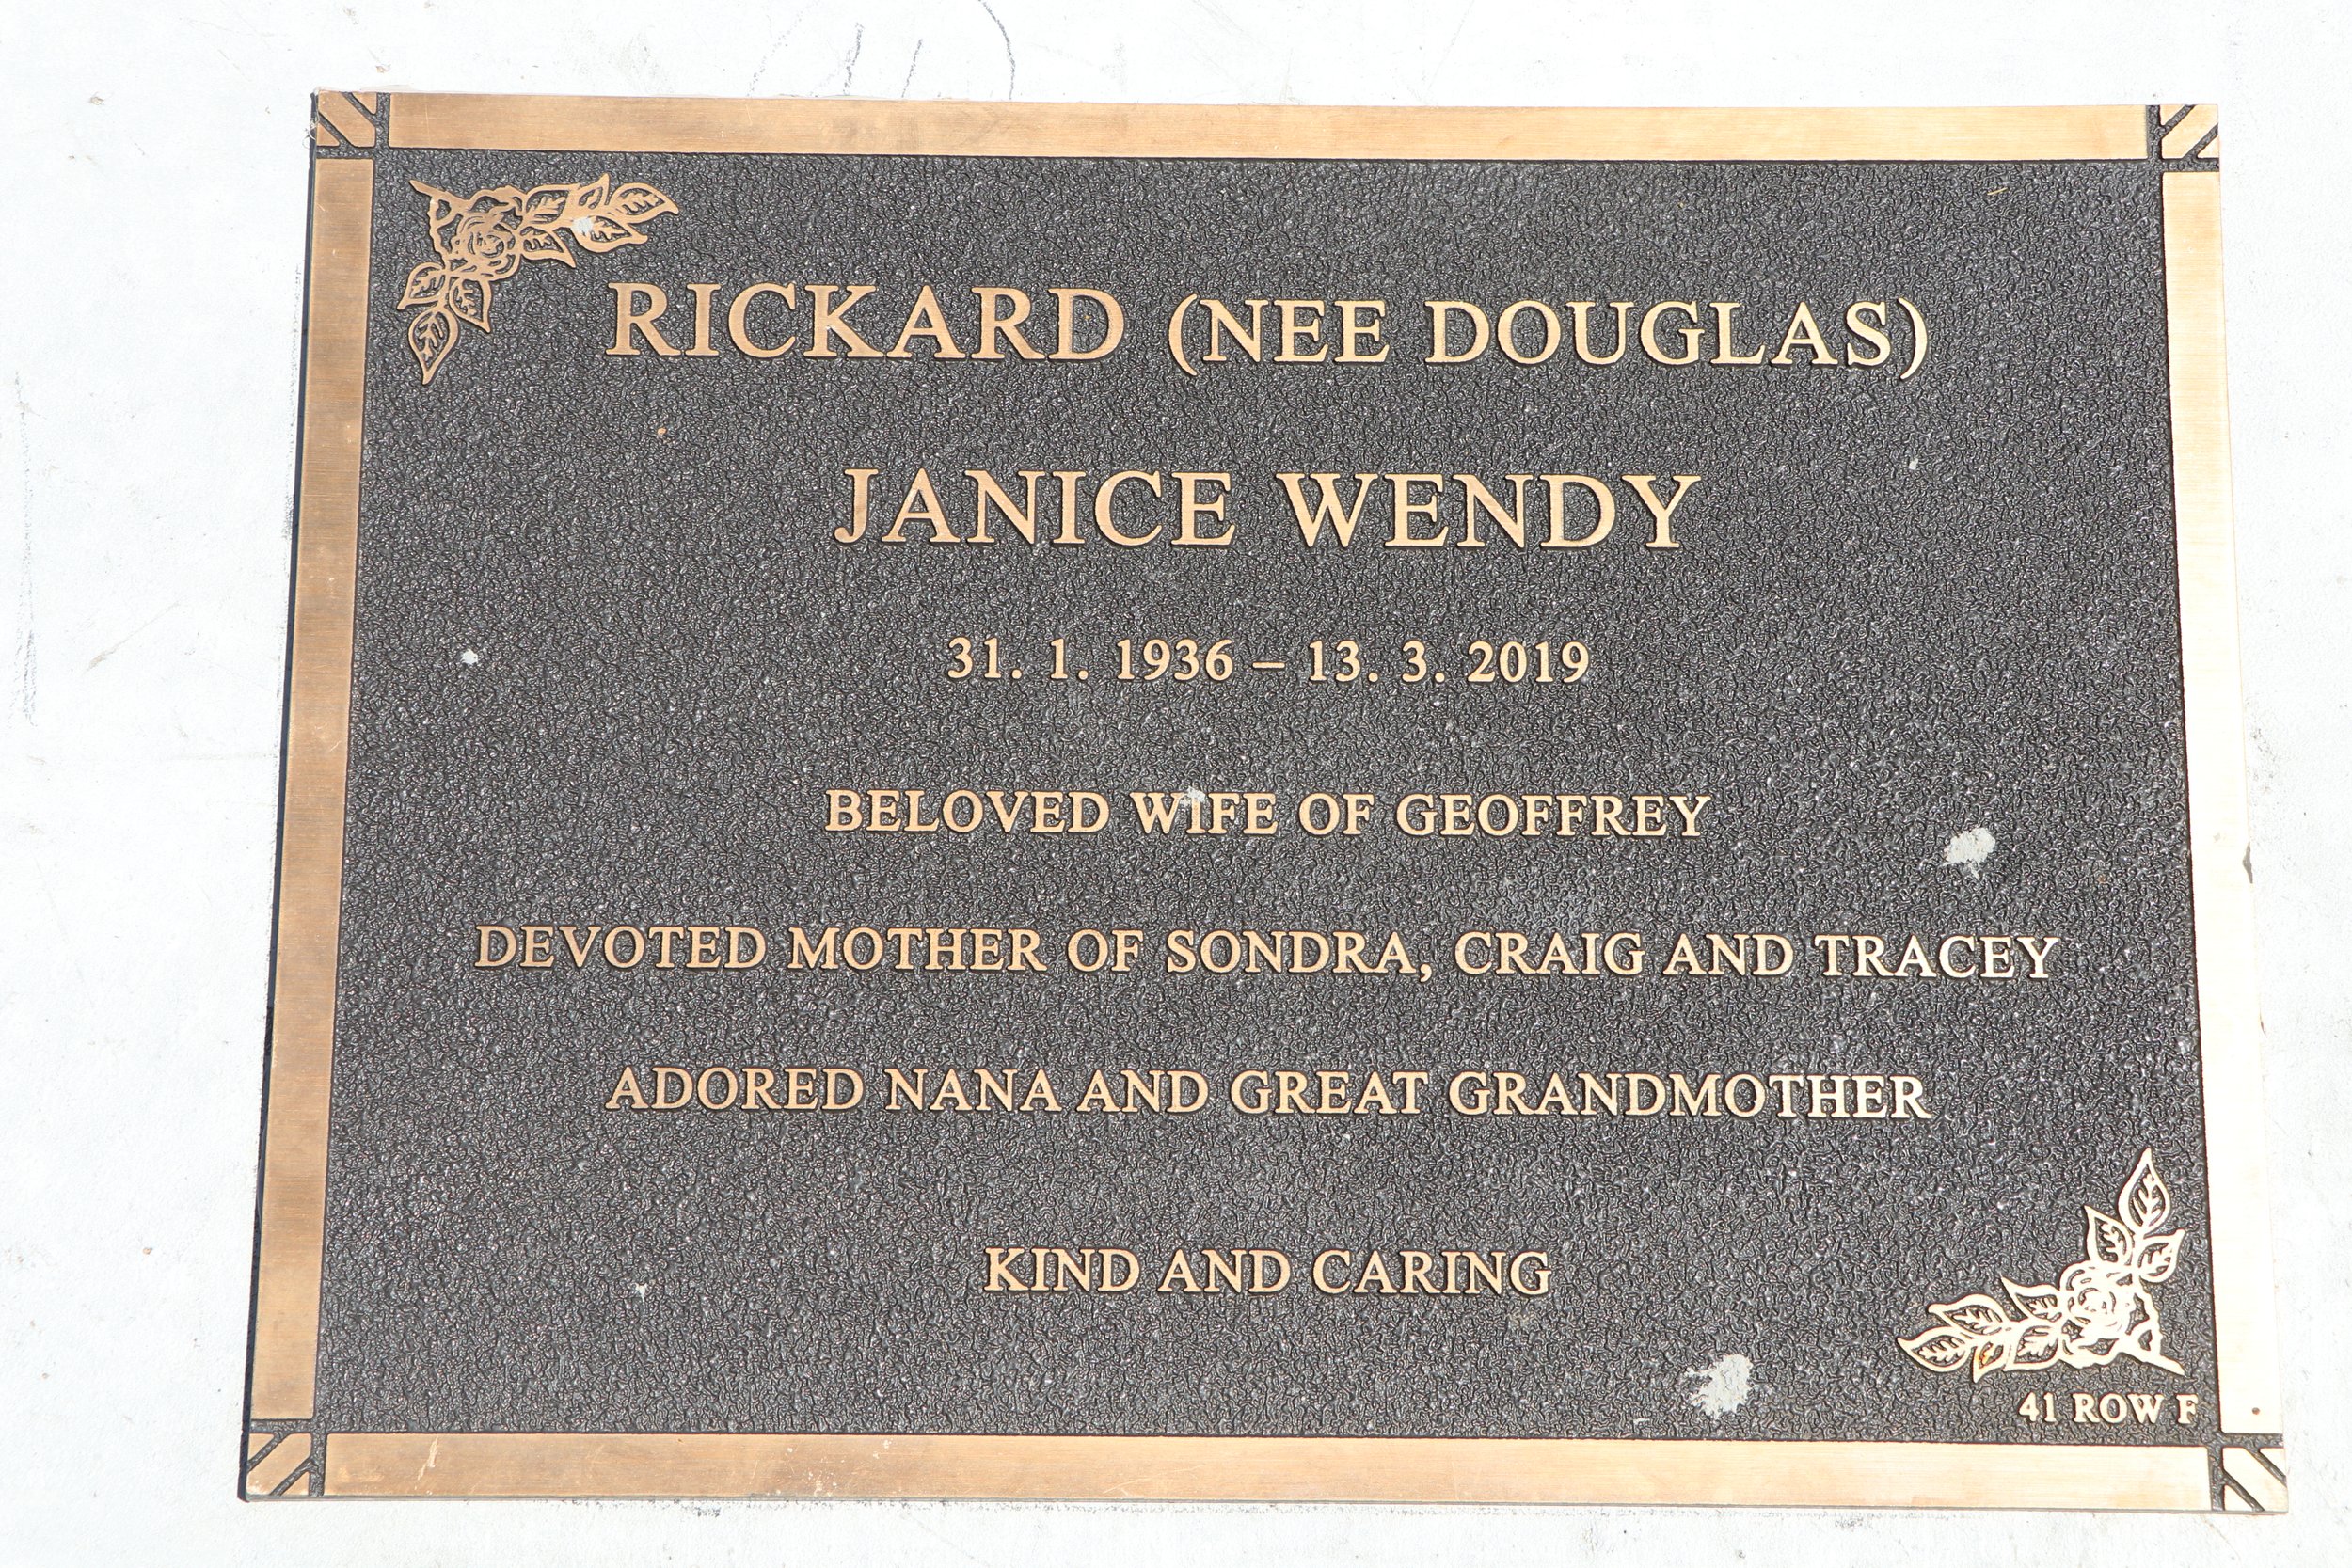 RICKARD (NEE DOUGLAS)
JANICE WENDY
31. 1. 1936 – 13. 3. 2019
BELOVED WIFE OF GEOFFREY
DEVOTED MOTHER OF SONDRA, CRAIG AND TRACEY
ADORED NANA AND GREAT GRANDMOTHER
KIND AND CARING
41 ROW F